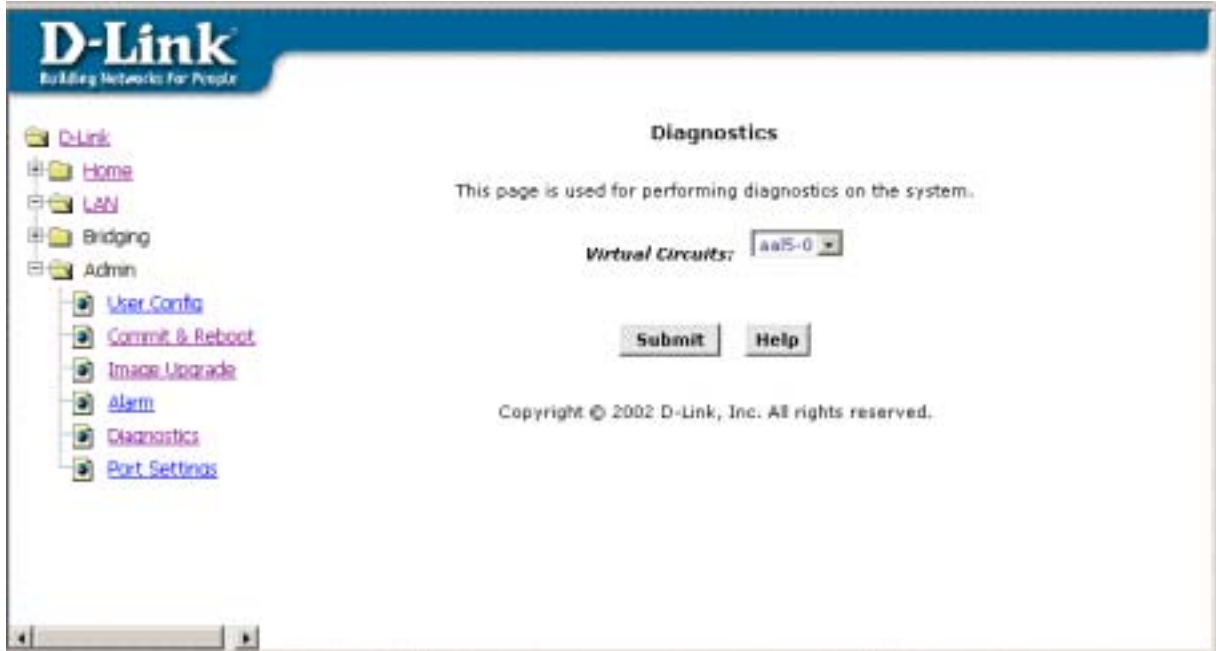 D-Link
Building Networks for People
D-Link
Home
LAN
Bridging
Admin
User Config
Commit & Reboot
Image Upgrade
Alarm
Diagnostics
Port Settings
Diagnostics
This page is used for performing diagnostics on the system.
Virtual Circuits: aal5-0
Submit Help
Copyright © 2002 D-Link, Inc. All rights reserved.